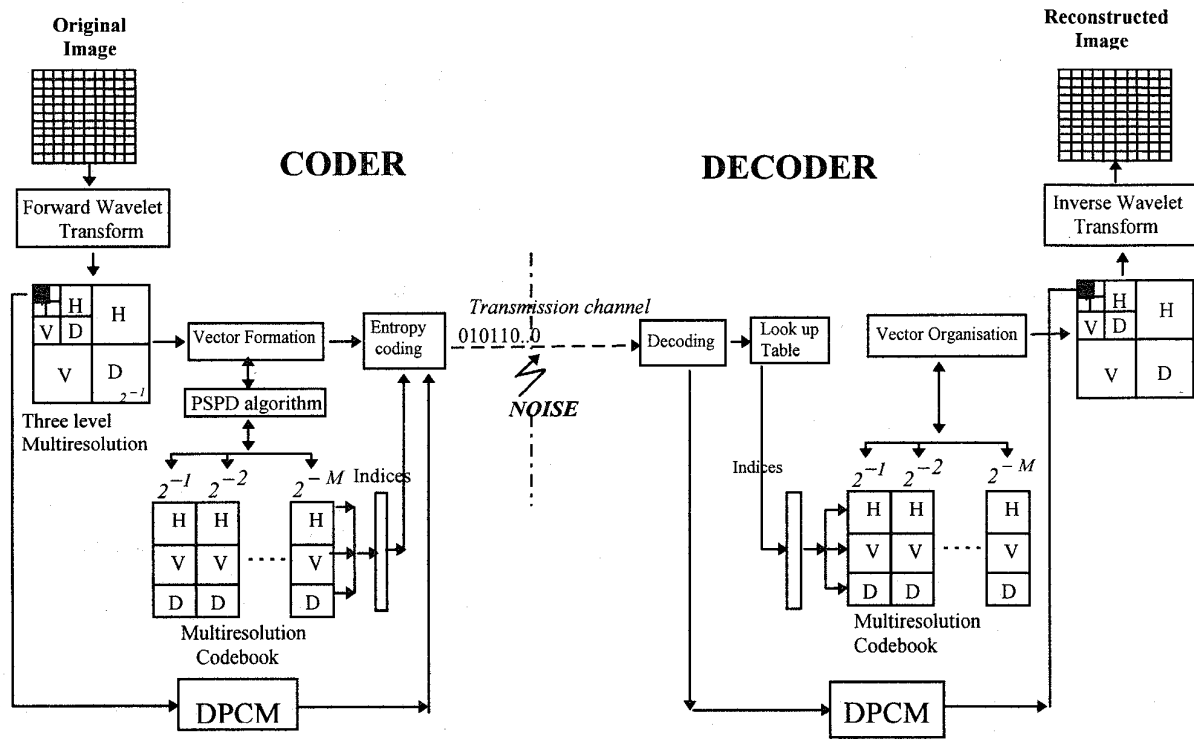 Original
Image
Reconstructed
Image
CODER
DECODER
Forward Wavelet
Transform
Inverse Wavelet
Transform
H
H
V
D
V
D
2^-1
Three level
Multiresolution
Vector Formation
PSPD algorithm
Entropy
coding
Transmission channel
010110..0
NOISE
Decoding
Look up
Table
Vector Organisation
H
H
V
D
V
D
2^-1 2^-2 2^-M
Indices
H H H
V V ..... V
D D D
Multiresolution
Codebook
DPCM
Indices
2^-1 2^-2 2^-M
H H H
V V ..... V
D D D
Multiresolution
Codebook
DPCM